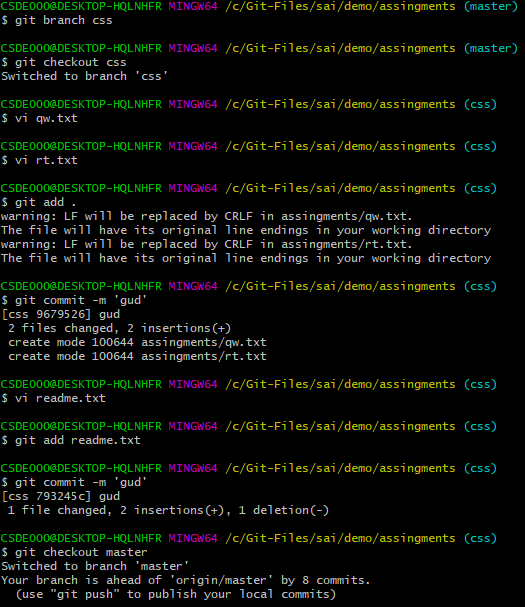 CSDE000@DESKTOP-HQLNHFR MINGW64 /c/Git-Files/sai/demo/assingments (master)
$ git branch css
CSDE000@DESKTOP-HQLNHFR MINGW64 /c/Git-Files/sai/demo/assingments (master)
$ git checkout css
Switched to branch 'css'
CSDE000@DESKTOP-HQLNHFR MINGW64 /c/Git-Files/sai/demo/assingments (css)
$ vi qw.txt
CSDE000@DESKTOP-HQLNHFR MINGW64 /c/Git-Files/sai/demo/assingments (css)
$ vi rt.txt
CSDE000@DESKTOP-HQLNHFR MINGW64 /c/Git-Files/sai/demo/assingments (css)
$ git add .
warning: LF will be replaced by CRLF in assingments/qw.txt.
The file will have its original line endings in your working directory
warning: LF will be replaced by CRLF in assingments/rt.txt.
The file will have its original line endings in your working directory
CSDE000@DESKTOP-HQLNHFR MINGW64 /c/Git-Files/sai/demo/assingments (css)
$ git commit -m 'gud'
[css 9679526] gud
 2 files changed, 2 insertions(+)
 create mode 100644 assingments/qw.txt
 create mode 100644 assingments/rt.txt
CSDE000@DESKTOP-HQLNHFR MINGW64 /c/Git-Files/sai/demo/assingments (css)
$ vi readme.txt
CSDE000@DESKTOP-HQLNHFR MINGW64 /c/Git-Files/sai/demo/assingments (css)
$ git add readme.txt
CSDE000@DESKTOP-HQLNHFR MINGW64 /c/Git-Files/sai/demo/assingments (css)
$ git commit -m 'gud'
[css 793245c] gud
 1 file changed, 2 insertions(+), 1 deletion(-)
CSDE000@DESKTOP-HQLNHFR MINGW64 /c/Git-Files/sai/demo/assingments (css)
$ git checkout master
Switched to branch 'master'
Your branch is ahead of 'origin/master' by 8 commits.
  (use "git push" to publish your local commits)